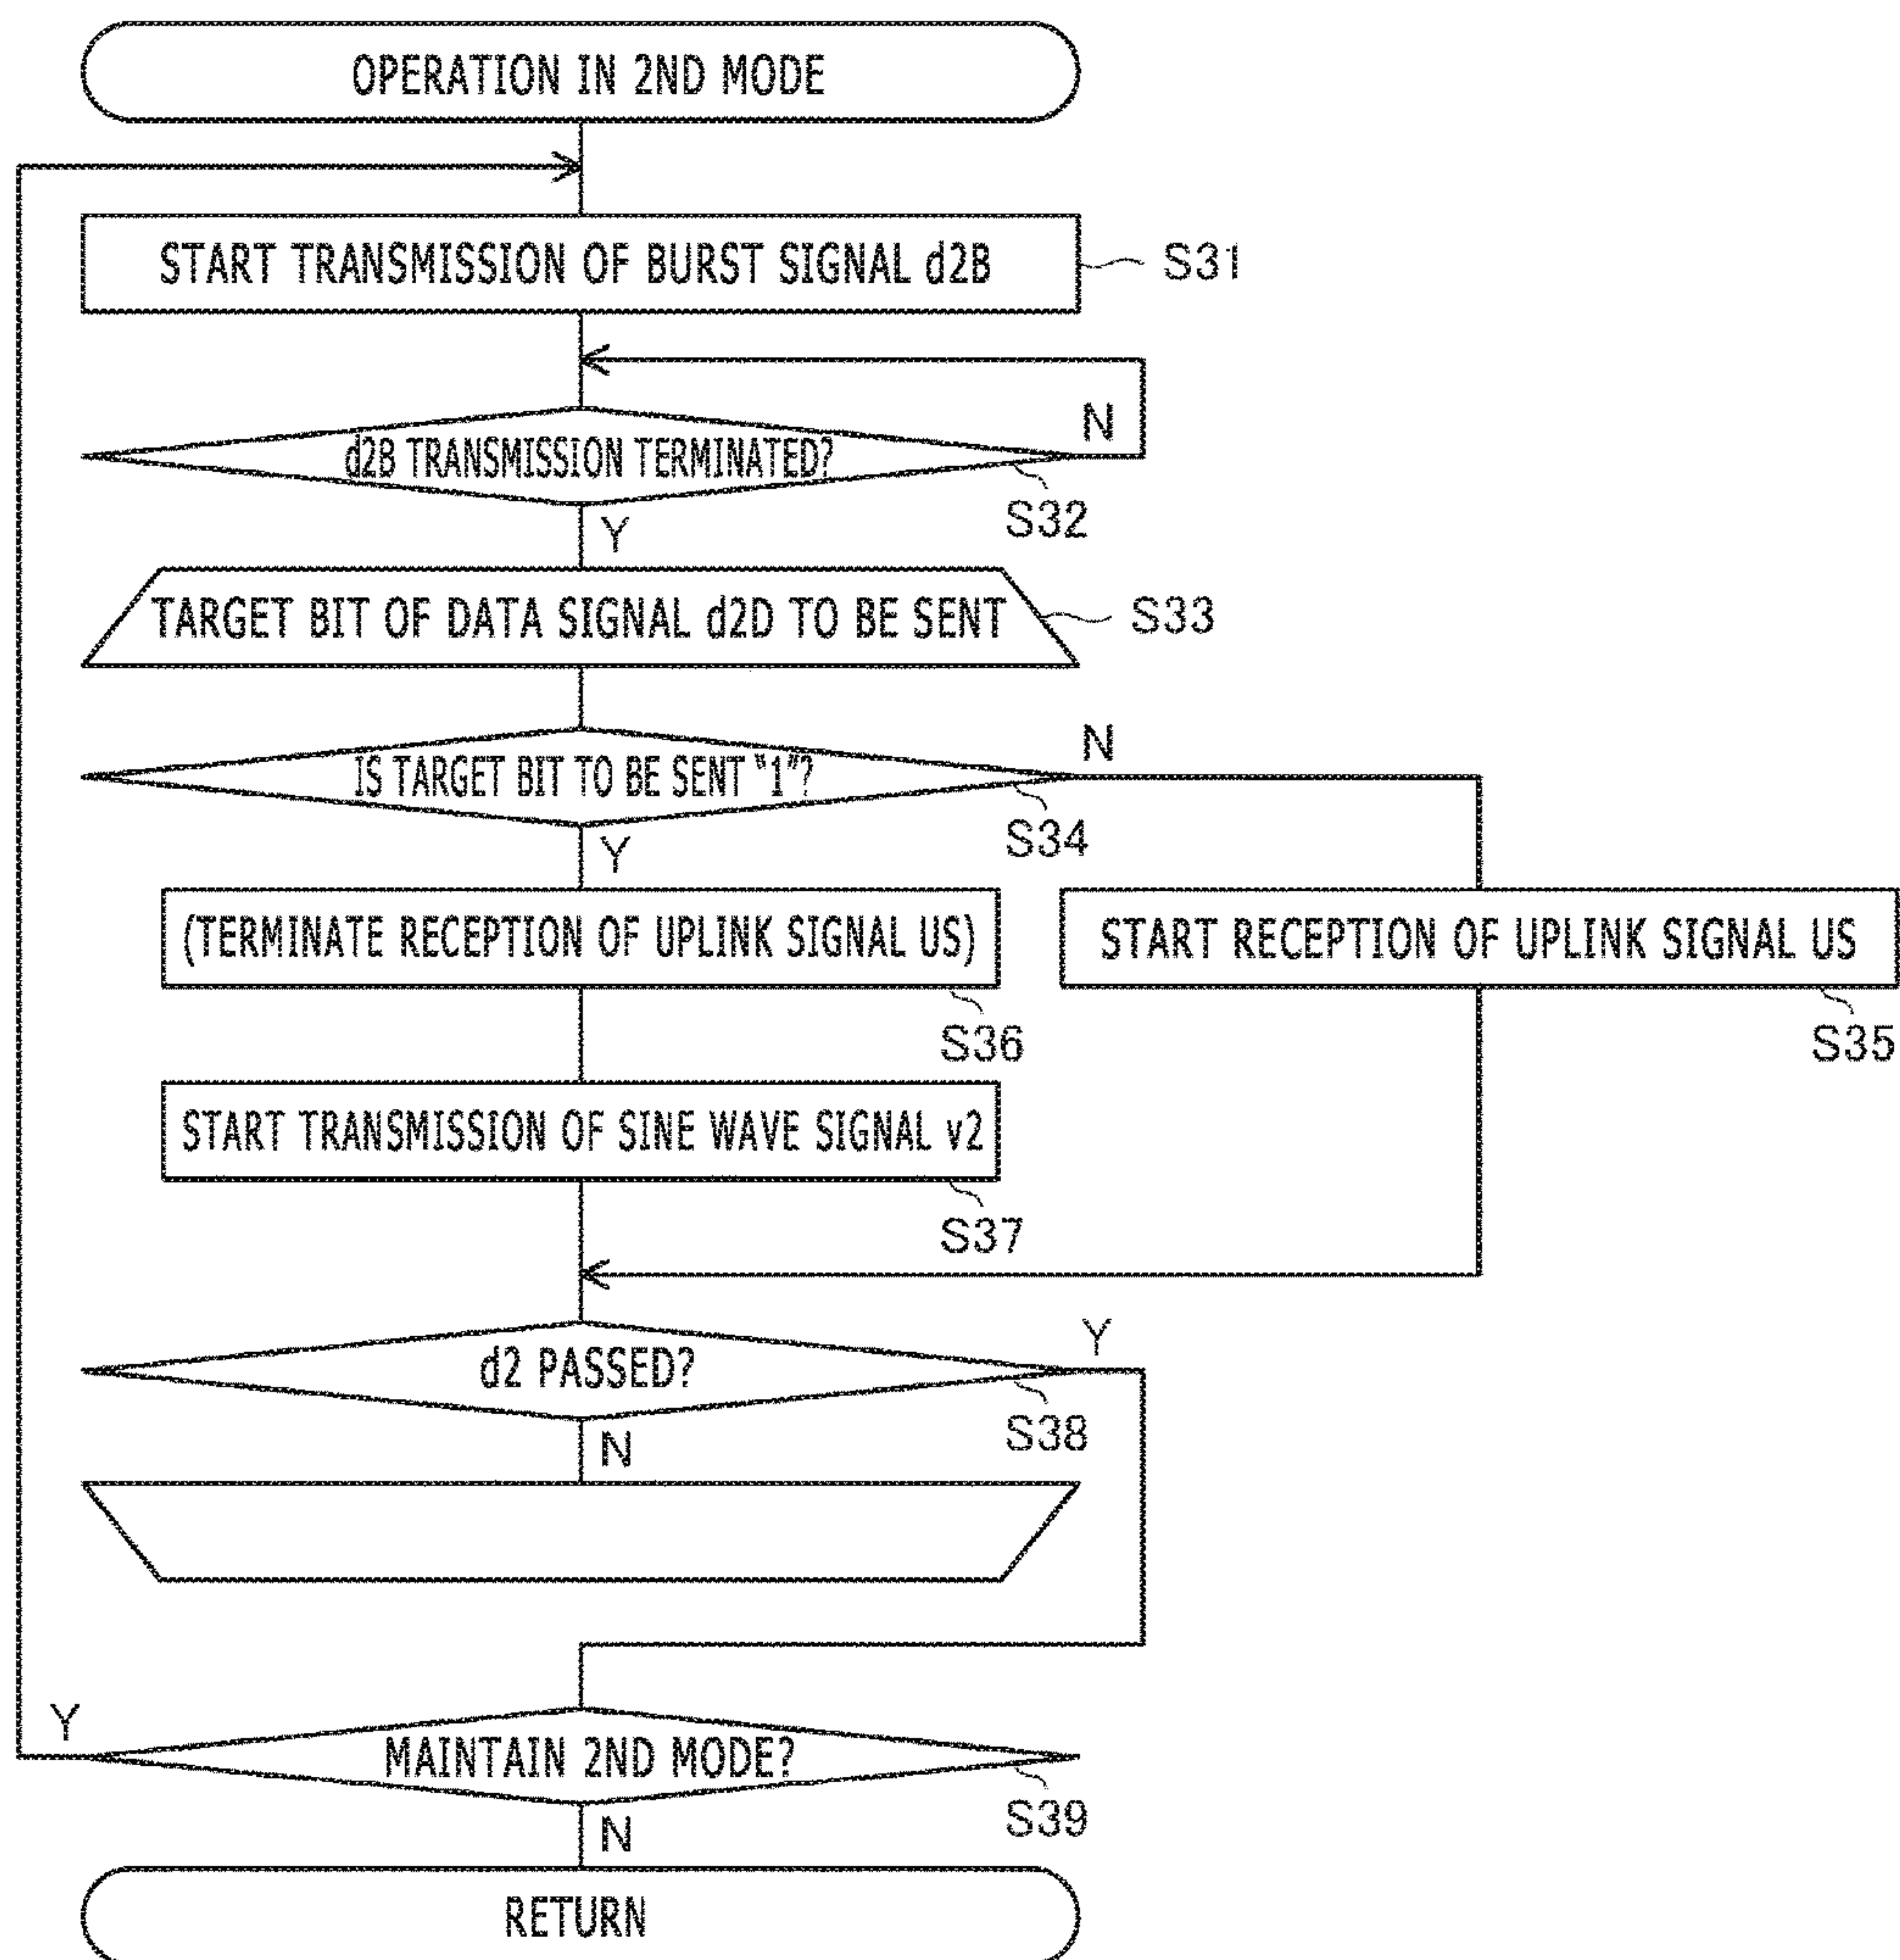 OPERATION IN 2ND MODE
START TRANSMISSION OF BURST SIGNAL d2B
S31
N
d2B TRANSMISSION TERMINATED?
S32
Y
TARGET BIT OF DATA SIGNAL d2D TO BE SENT
S33
N
IS TARGET BIT TO BE SENT “1”?
S34
Y
(TERMINATE RECEPTION OF UPLINK SIGNAL US)
START RECEPTION OF UPLINK SIGNAL US
S36
S35
START TRANSMISSION OF SINE WAVE SIGNAL v2
S37
Y
d2 PASSED?
S38
N
Y
MAINTAIN 2ND MODE?
S39
N
RETURN